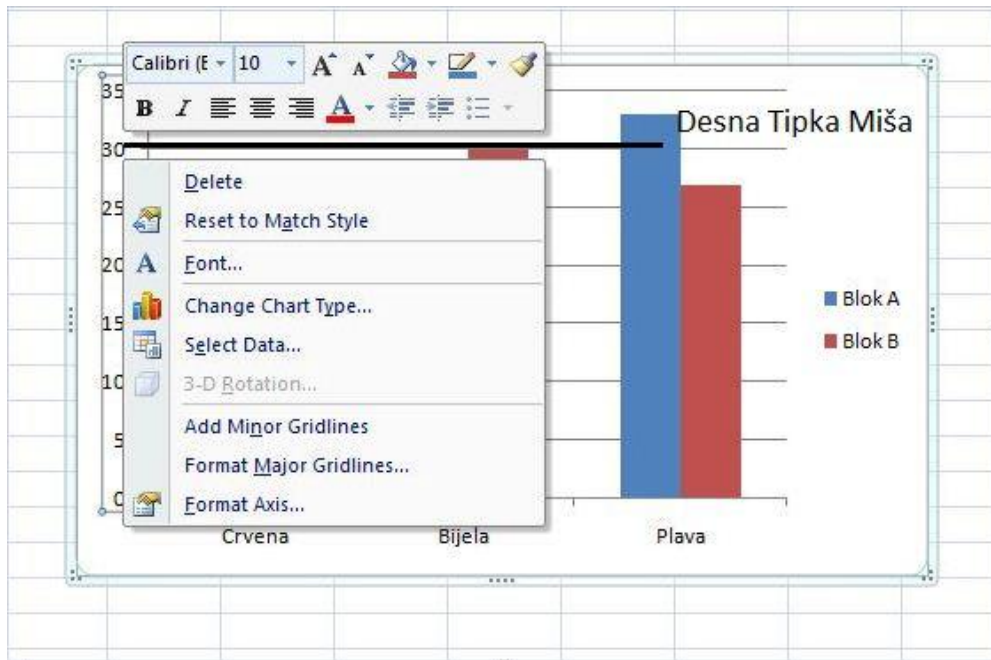 Calibri (E 10 A A
B I A
Desna Tipka Miša
35
30
25
20
15
10
5
0
Delete
Reset to Match Style
A Font...
Change Chart Type...
Select Data...
3-D Rotation...
Add Minor Gridlines
Format Major Gridlines...
Format Axis...
Blok A
Blok B
Crvena Bijela Plava